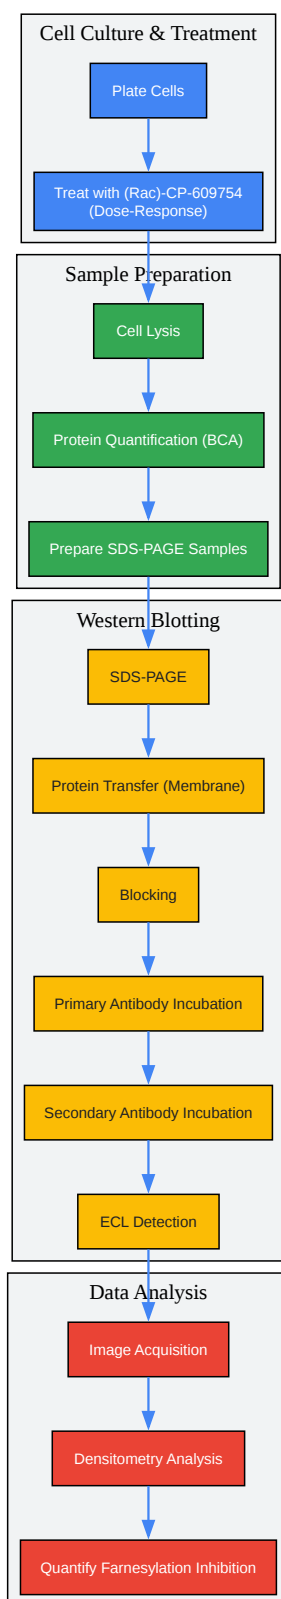 Cell Culture & Treatment
Plate Cells
Treat with (Rac)-CP-609754
(Dose-Response)
Sample Preparation
Cell Lysis
Protein Quantification (BCA)
Prepare SDS-PAGE Samples
Western Blotting
SDS-PAGE
Protein Transfer (Membrane)
Blocking
Primary Antibody Incubation
Secondary Antibody Incubation
ECL Detection
Data Analysis
Image Acquisition
Densitometry Analysis
Quantify Farnesylation Inhibition